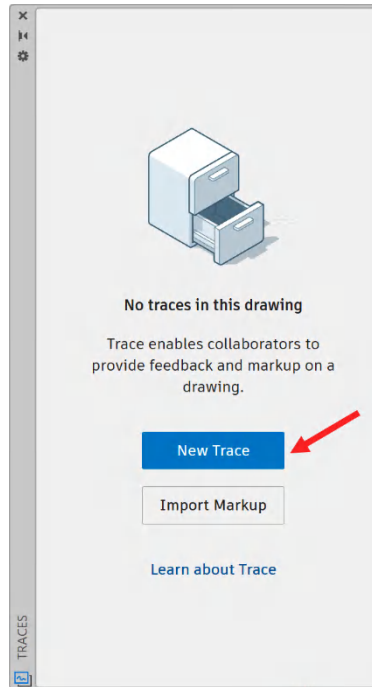 No traces in this drawing
Trace enables collaborators to
provide feedback and markup on a
drawing.
New Trace
Import Markup
Learn about Trace
TRACES